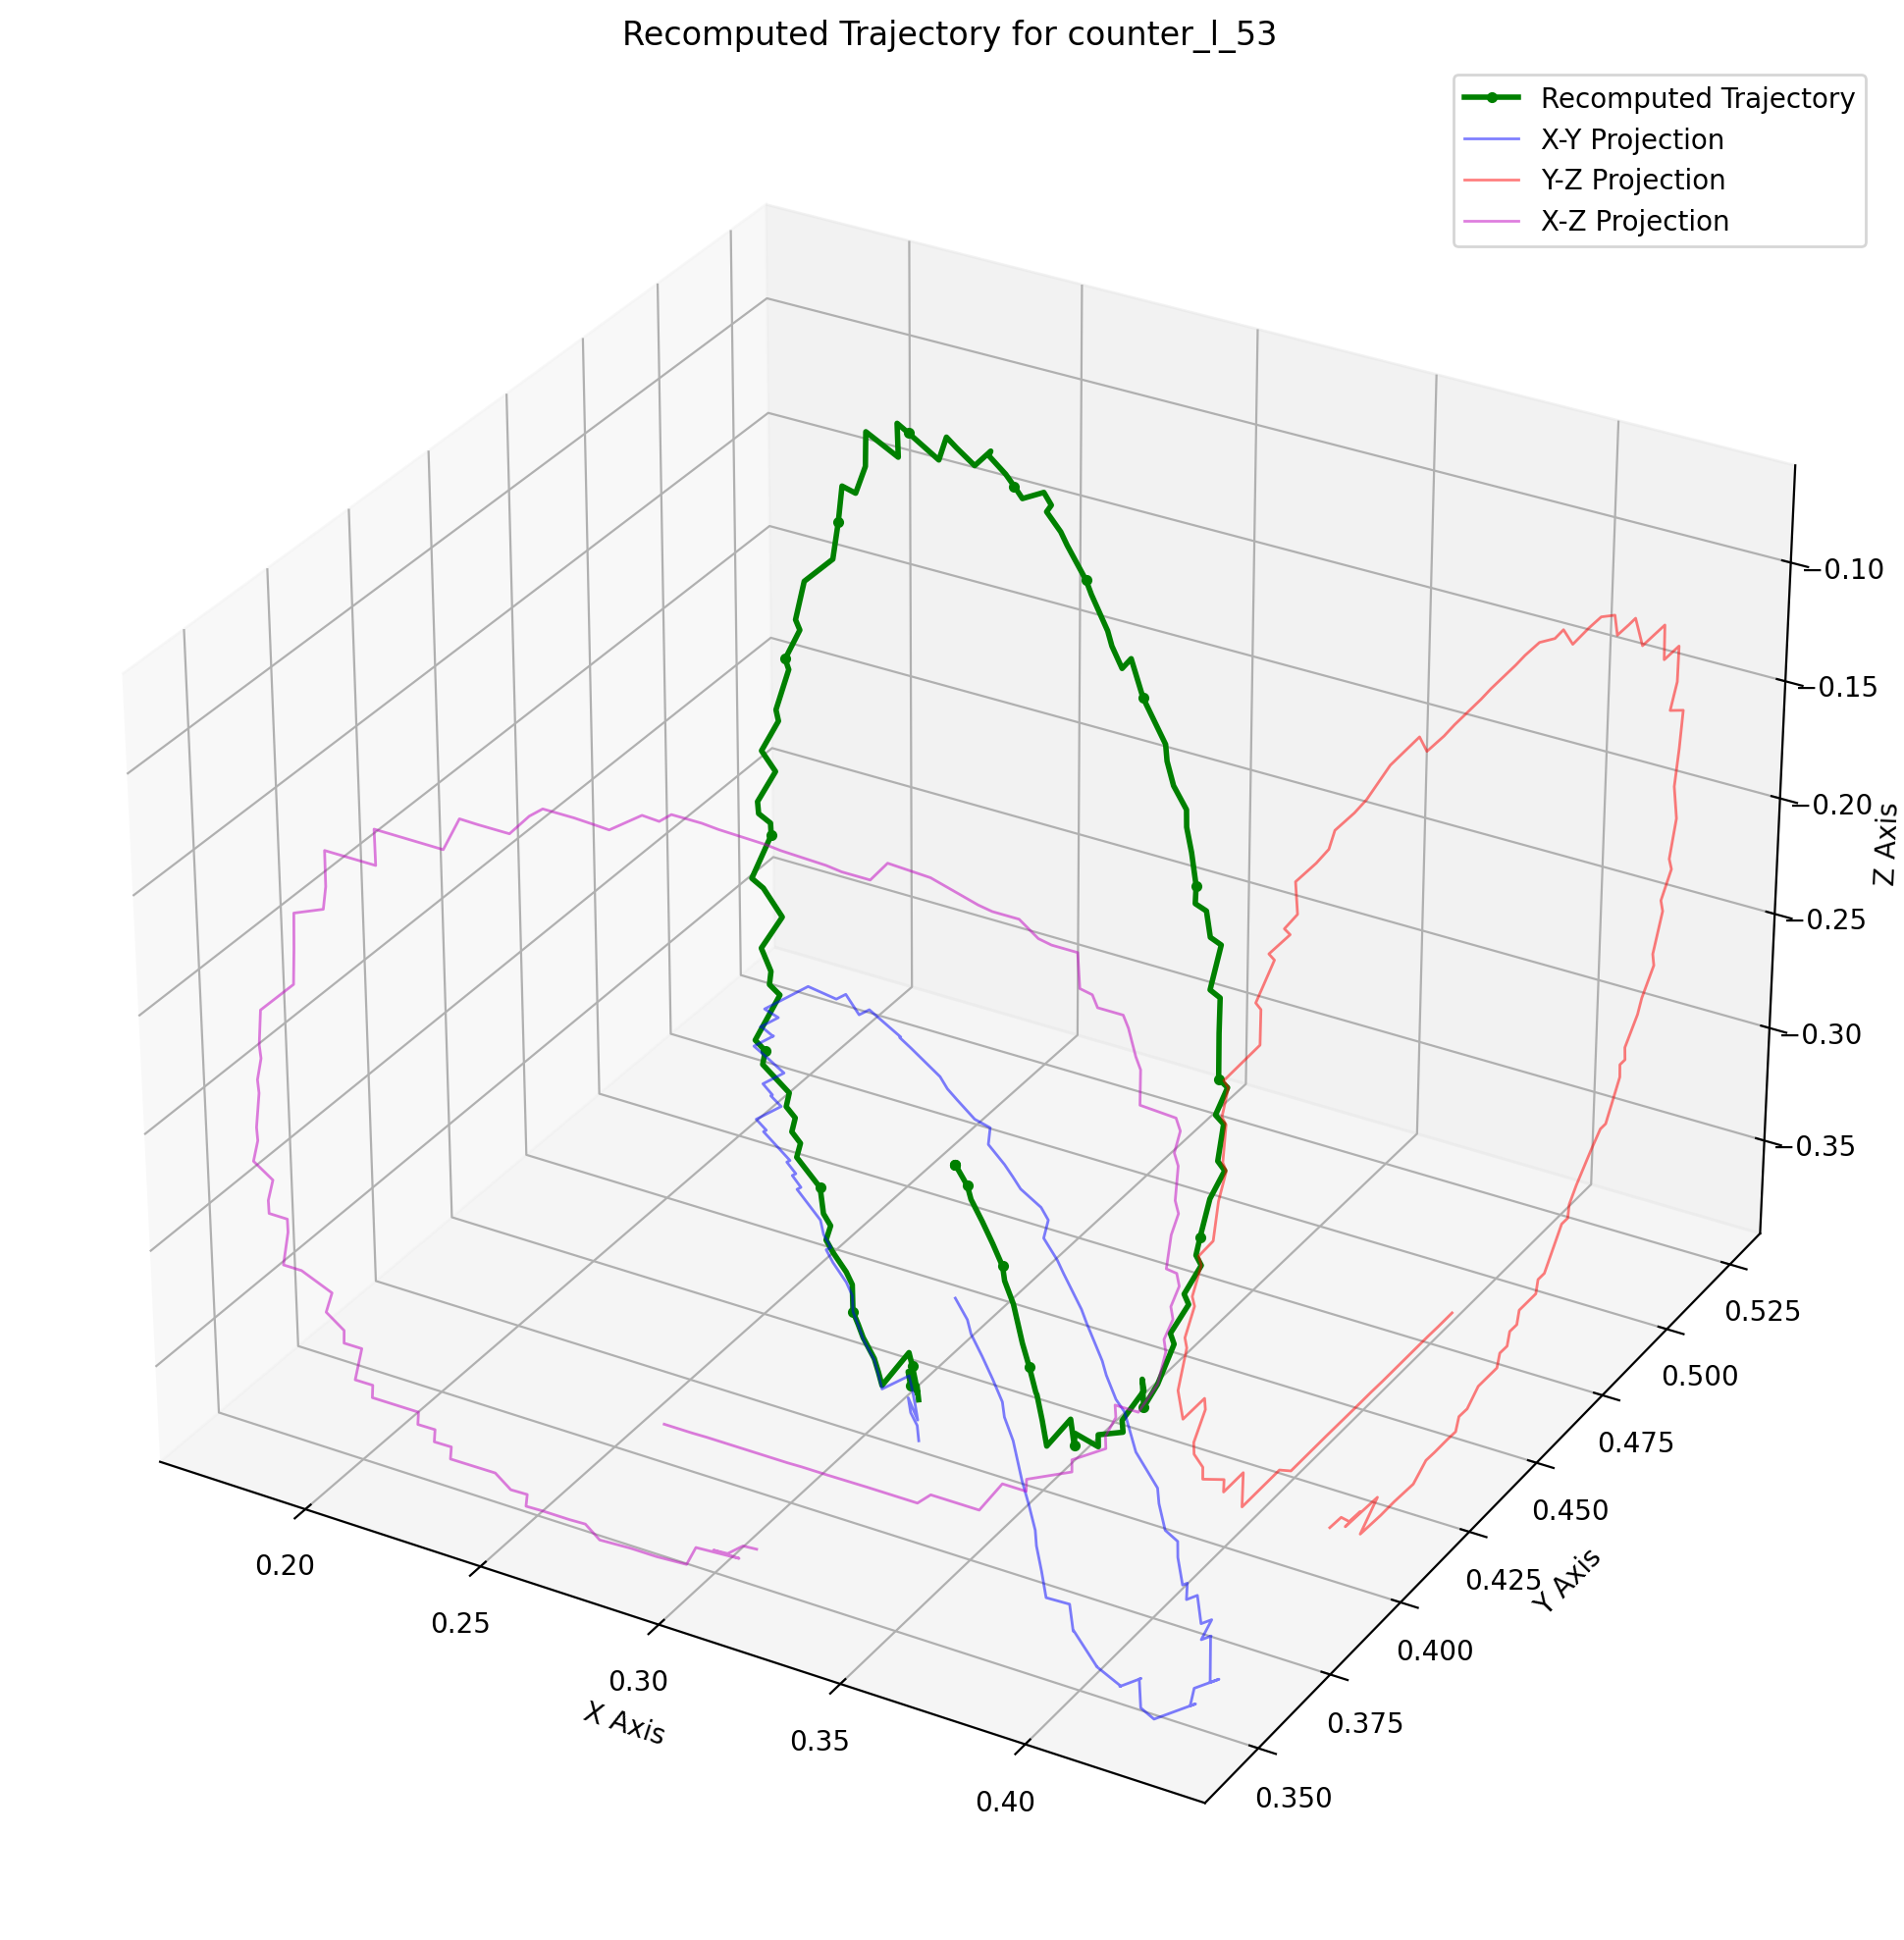 Recomputed Trajectory for counter_l_53
Recomputed Trajectory
X-Y Projection
Y-Z Projection
X-Z Projection
−0.10
−0.15
−0.20
−0.25
−0.30
−0.35
Z Axis
0.525
0.500
0.475
0.450
0.425
0.400
0.375
0.350
Y Axis
0.20
0.25
0.30
0.35
0.40
X Axis